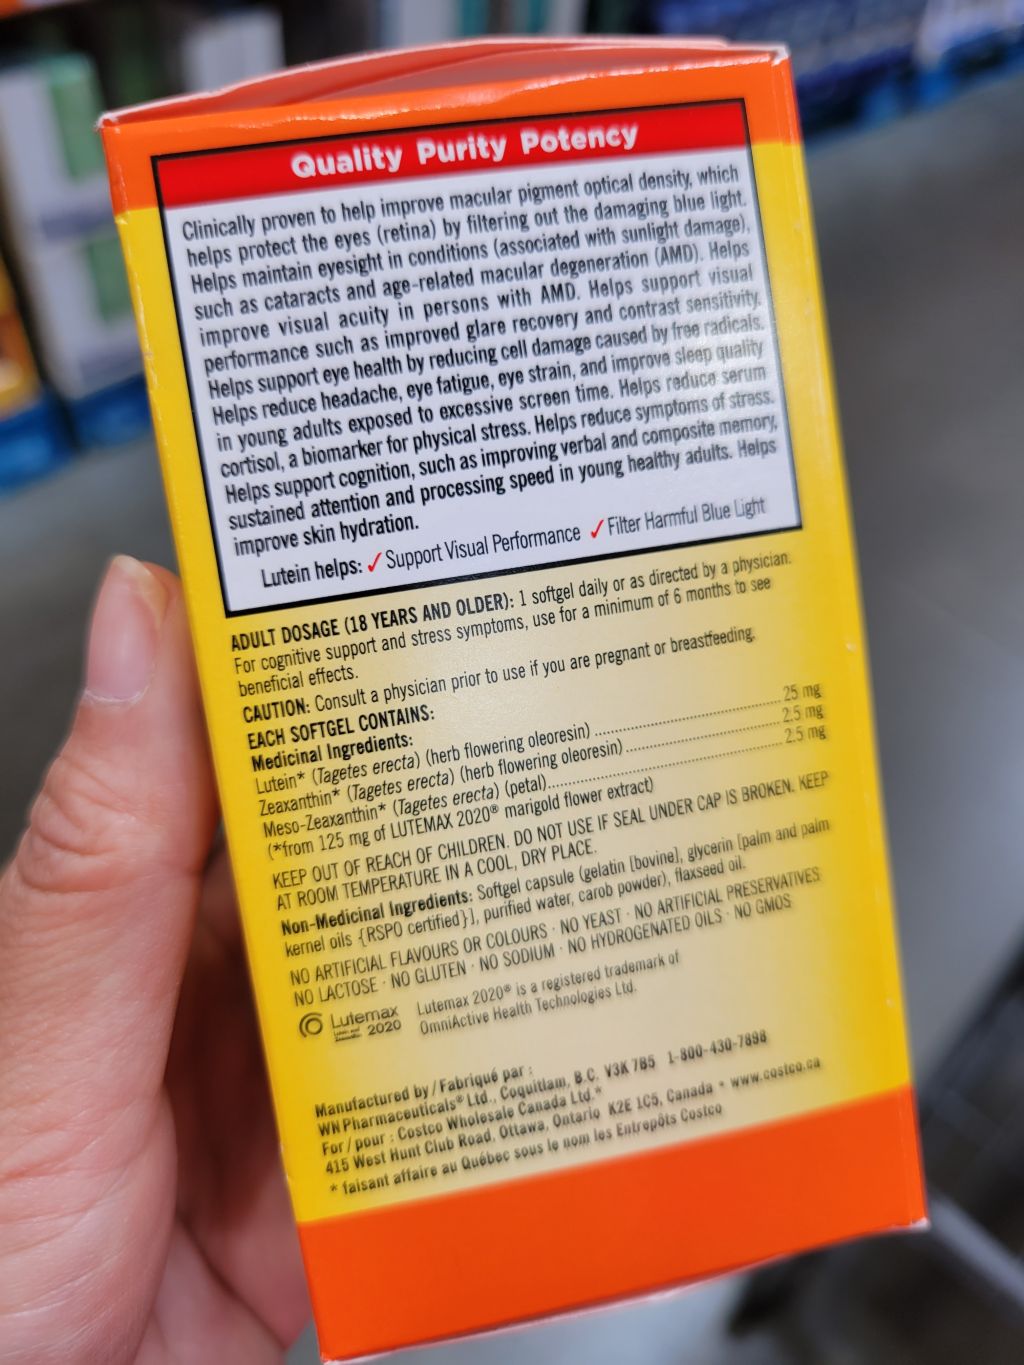 Quality Purity Potency
Clinically proven to help improve macular pigment optical density, which
helps protect the eyes (retina) by filtering out the damaging blue light.
Helps maintain eyesight in conditions (associated with sunlight damage),
such as cataracts and age-related macular degeneration (AMD). Helps
improve visual acuity in persons with AMD. Helps support visual
performance such as improved glare recovery and contrast sensitivity.
Helps support eye health by reducing cell damage caused by free radicals.
Helps reduce headache, eye fatigue, eye strain, and improve sleep quality
in young adults exposed to excessive screen time. Helps reduce serum
cortisol, a biomarker for physical stress. Helps reduce symptoms of stress.
Helps support cognition, such as improving verbal and composite memory,
sustained attention and processing speed in young healthy adults. Helps
improve skin hydration.
Lutein helps: ✓ Support Visual Performance ✓ Filter Harmful Blue Light
ADULT DOSAGE (18 YEARS AND OLDER): 1 softgel daily or as directed by a physician.
For cognitive support and stress symptoms, use for a minimum of 6 months to see
beneficial effects.
CAUTION: Consult a physician prior to use if you are pregnant or breastfeeding.
EACH SOFTGEL CONTAINS:
Medicinal Ingredients:
Lutein* (Tagetes erecta) (herb flowering oleoresin) ........ 25 mg
Zeaxanthin* (Tagetes erecta) (herb flowering oleoresin) ........ 2.5 mg
Meso-Zeaxanthin* (Tagetes erecta) (petal) ........ 2.5 mg
(*from 125 mg of LUTEMAX 2020® marigold flower extract)
KEEP OUT OF REACH OF CHILDREN. DO NOT USE IF SEAL UNDER CAP IS BROKEN. KEEP
AT ROOM TEMPERATURE IN A COOL, DRY PLACE.
Non-Medicinal Ingredients: Softgel capsule (gelatin [bovine], glycerin [palm and palm
kernel oils {RSPO certified}], purified water, carob powder), flaxseed oil.
NO ARTIFICIAL FLAVOURS OR COLOURS · NO YEAST · NO ARTIFICIAL PRESERVATIVES
NO LACTOSE · NO GLUTEN · NO SODIUM · NO HYDROGENATED OILS · NO GMOS
Lutemax
2020
Lutemax 2020® is a registered trademark of
OmniActive Health Technologies Ltd.
Manufactured by / Fabriqué par :
WN Pharmaceuticals® Ltd., Coquitlam, B.C. V3K 7B5 1-800-430-7898
For / pour : Costco Wholesale Canada Ltd.*
415 West Hunt Club Road, Ottawa, Ontario K2E 1C5, Canada • www.costco.ca
* faisant affaire au Québec sous le nom les Entrepôts Costco